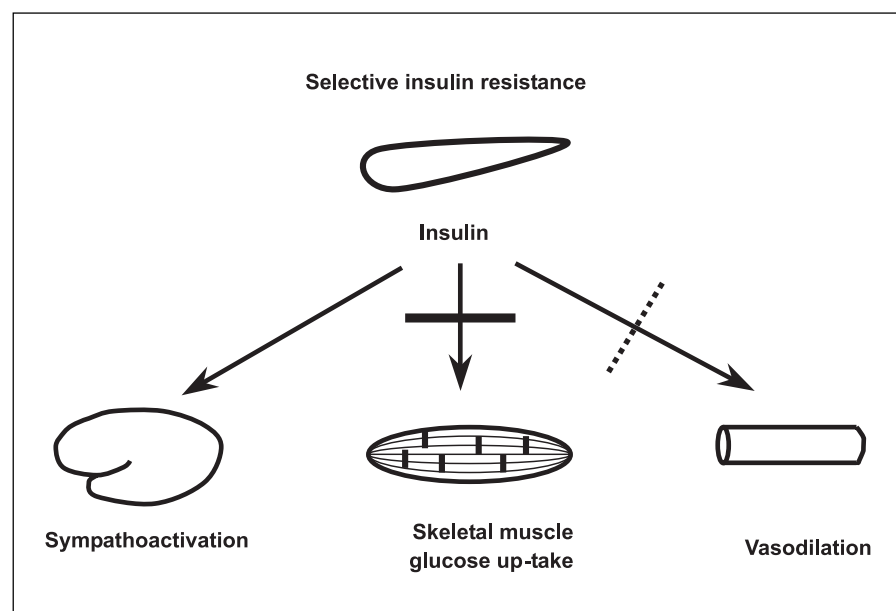 Selective insulin resistance
Insulin
Sympathoactivation
Skeletal muscle
glucose up-take
Vasodilation